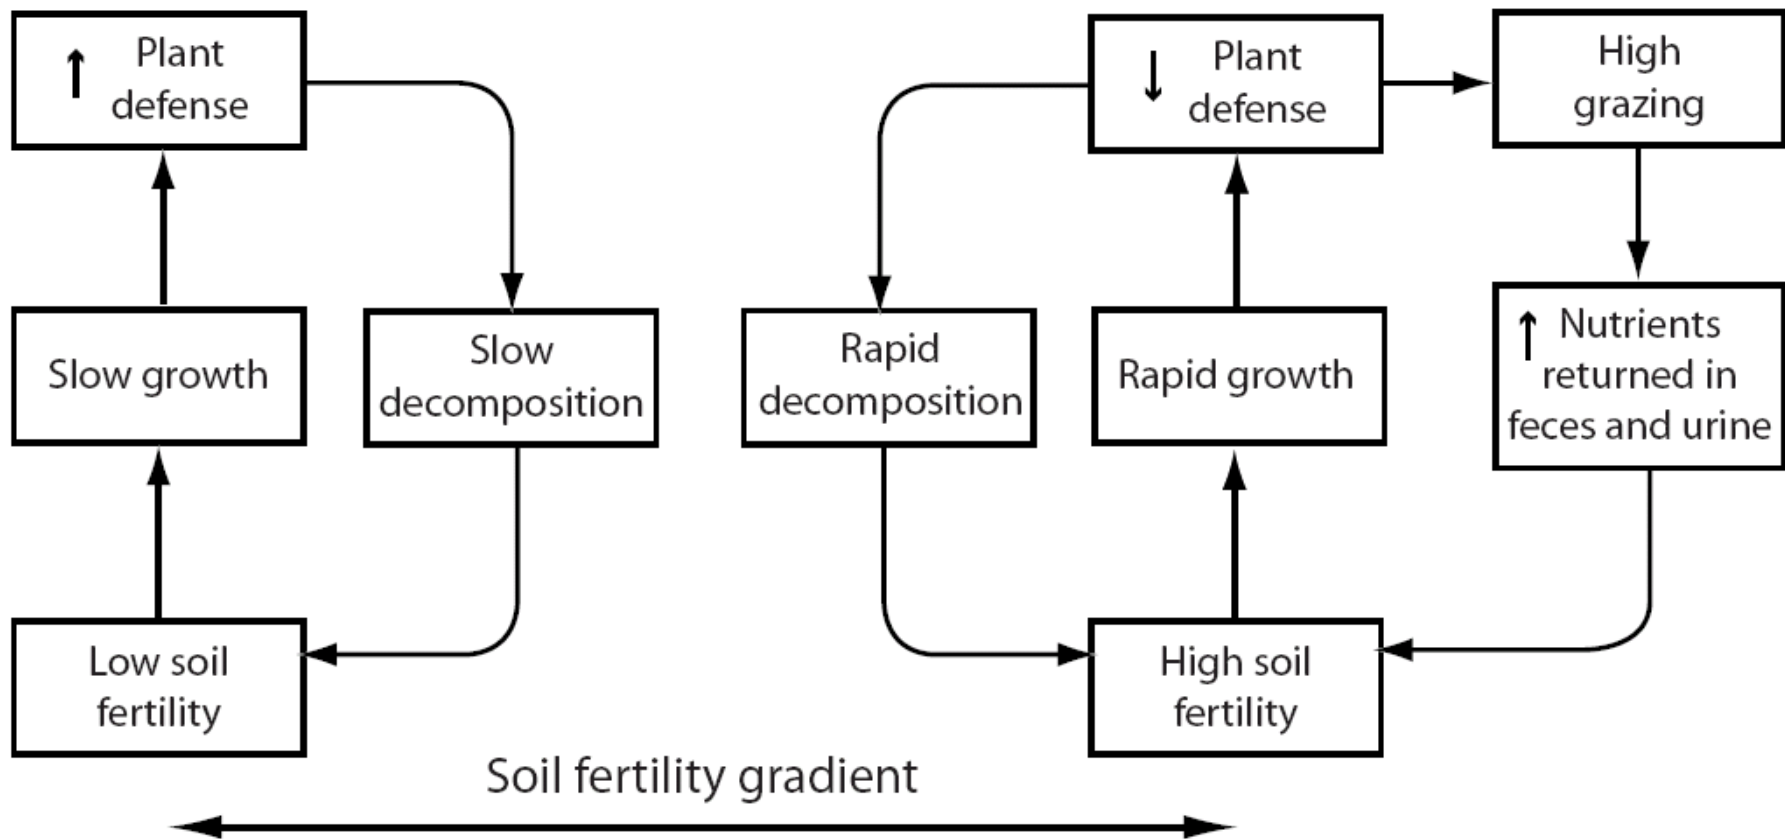 ↑ Plant
defense
↓ Plant
defense
High
grazing
Slow growth
Slow
decomposition
Rapid
decomposition
Rapid growth
↑ Nutrients
returned in
feces and urine
Low soil
fertility
High soil
fertility
Soil fertility gradient